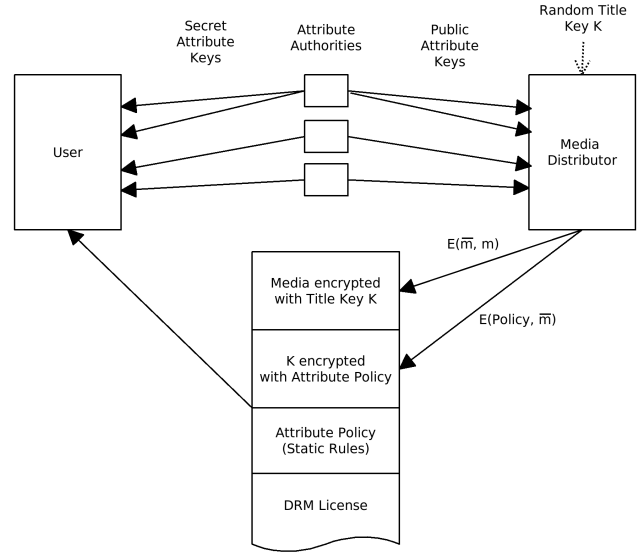 Random Title
Key K
Secret
Attribute
Keys
Attribute
Authorities
Public
Attribute
Keys
User
Media
Distributor
E(m̅, m)
Media encrypted
with Title Key K
E(Policy, m̅)
K encrypted
with Attribute Policy
Attribute Policy
(Static Rules)
DRM License